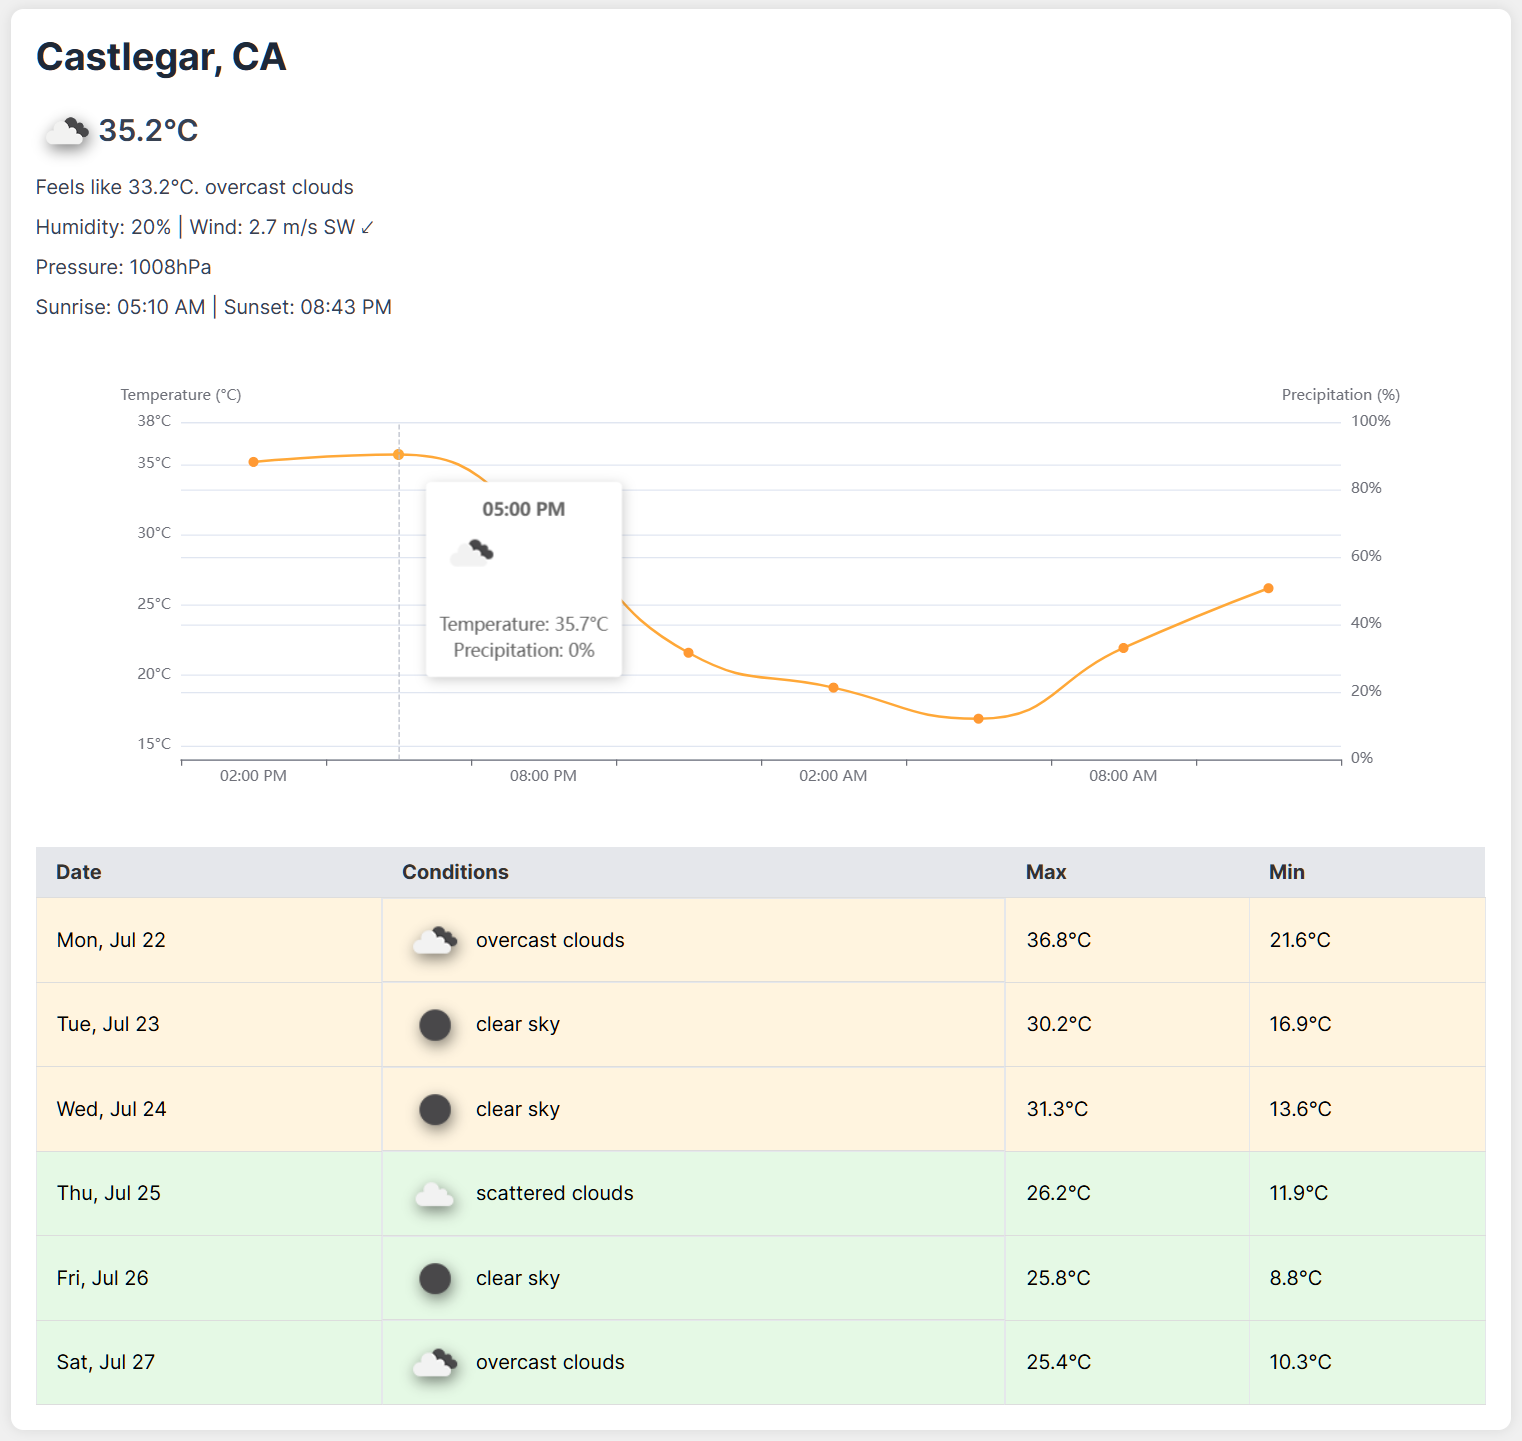 Castlegar, CA
35.2°C
Feels like 33.2°C. overcast clouds
Humidity: 20% | Wind: 2.7 m/s SW ↙
Pressure: 1008hPa
Sunrise: 05:10 AM | Sunset: 08:43 PM
Temperature (°C) Precipitation (%)
38°C 100%
35°C
80%
05:00 PM
30°C
60%
25°C
40%
Temperature: 35.7°C
Precipitation: 0%
20°C
20%
15°C
0%
02:00 PM 08:00 PM 02:00 AM 08:00 AM
Date Conditions Max Min
Mon, Jul 22 overcast clouds 36.8°C 21.6°C
Tue, Jul 23 clear sky 30.2°C 16.9°C
Wed, Jul 24 clear sky 31.3°C 13.6°C
Thu, Jul 25 scattered clouds 26.2°C 11.9°C
Fri, Jul 26 clear sky 25.8°C 8.8°C
Sat, Jul 27 overcast clouds 25.4°C 10.3°C